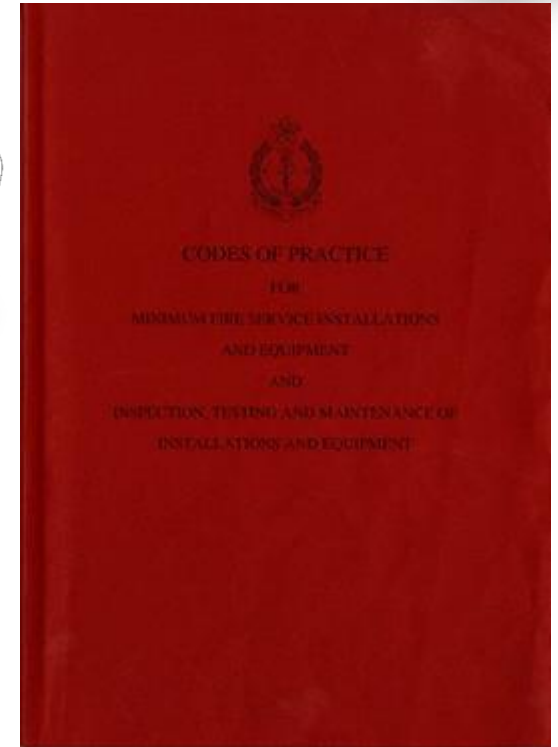 CODES OF PRACTICE
FOR
MINIMUM FIRE SERVICE INSTALLATIONS
AND EQUIPMENT
AND
INSPECTION, TESTING AND MAINTENANCE OF
INSTALLATIONS AND EQUIPMENT